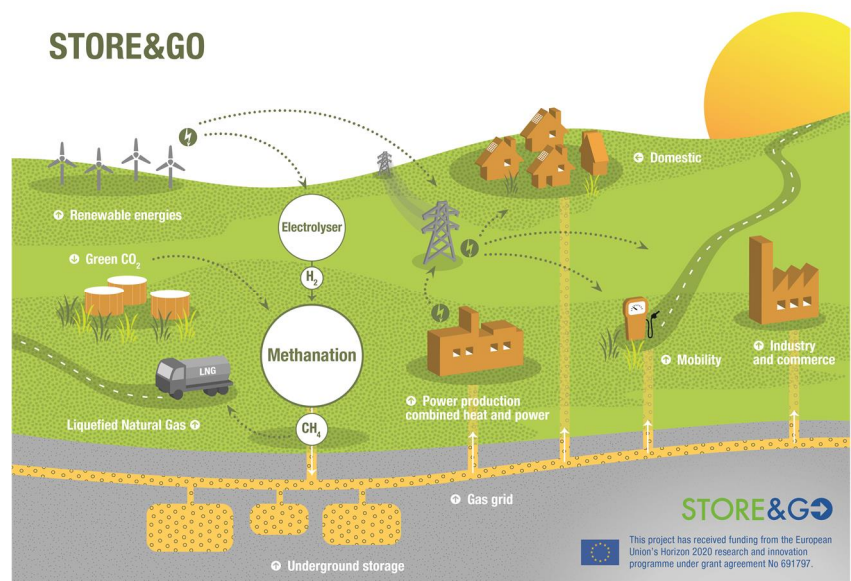 STORE&GO
Renewable energies
Electrolyser
Domestic
Green CO₂
H₂
Methanation
LNG
Liquefied Natural Gas
CH₄
Power production
combined heat and power
Mobility
Industry
and commerce
Gas grid
Underground storage
STORE&GO
This project has received funding from the European
Union's Horizon 2020 research and innovation
programme under grant agreement No 691797.